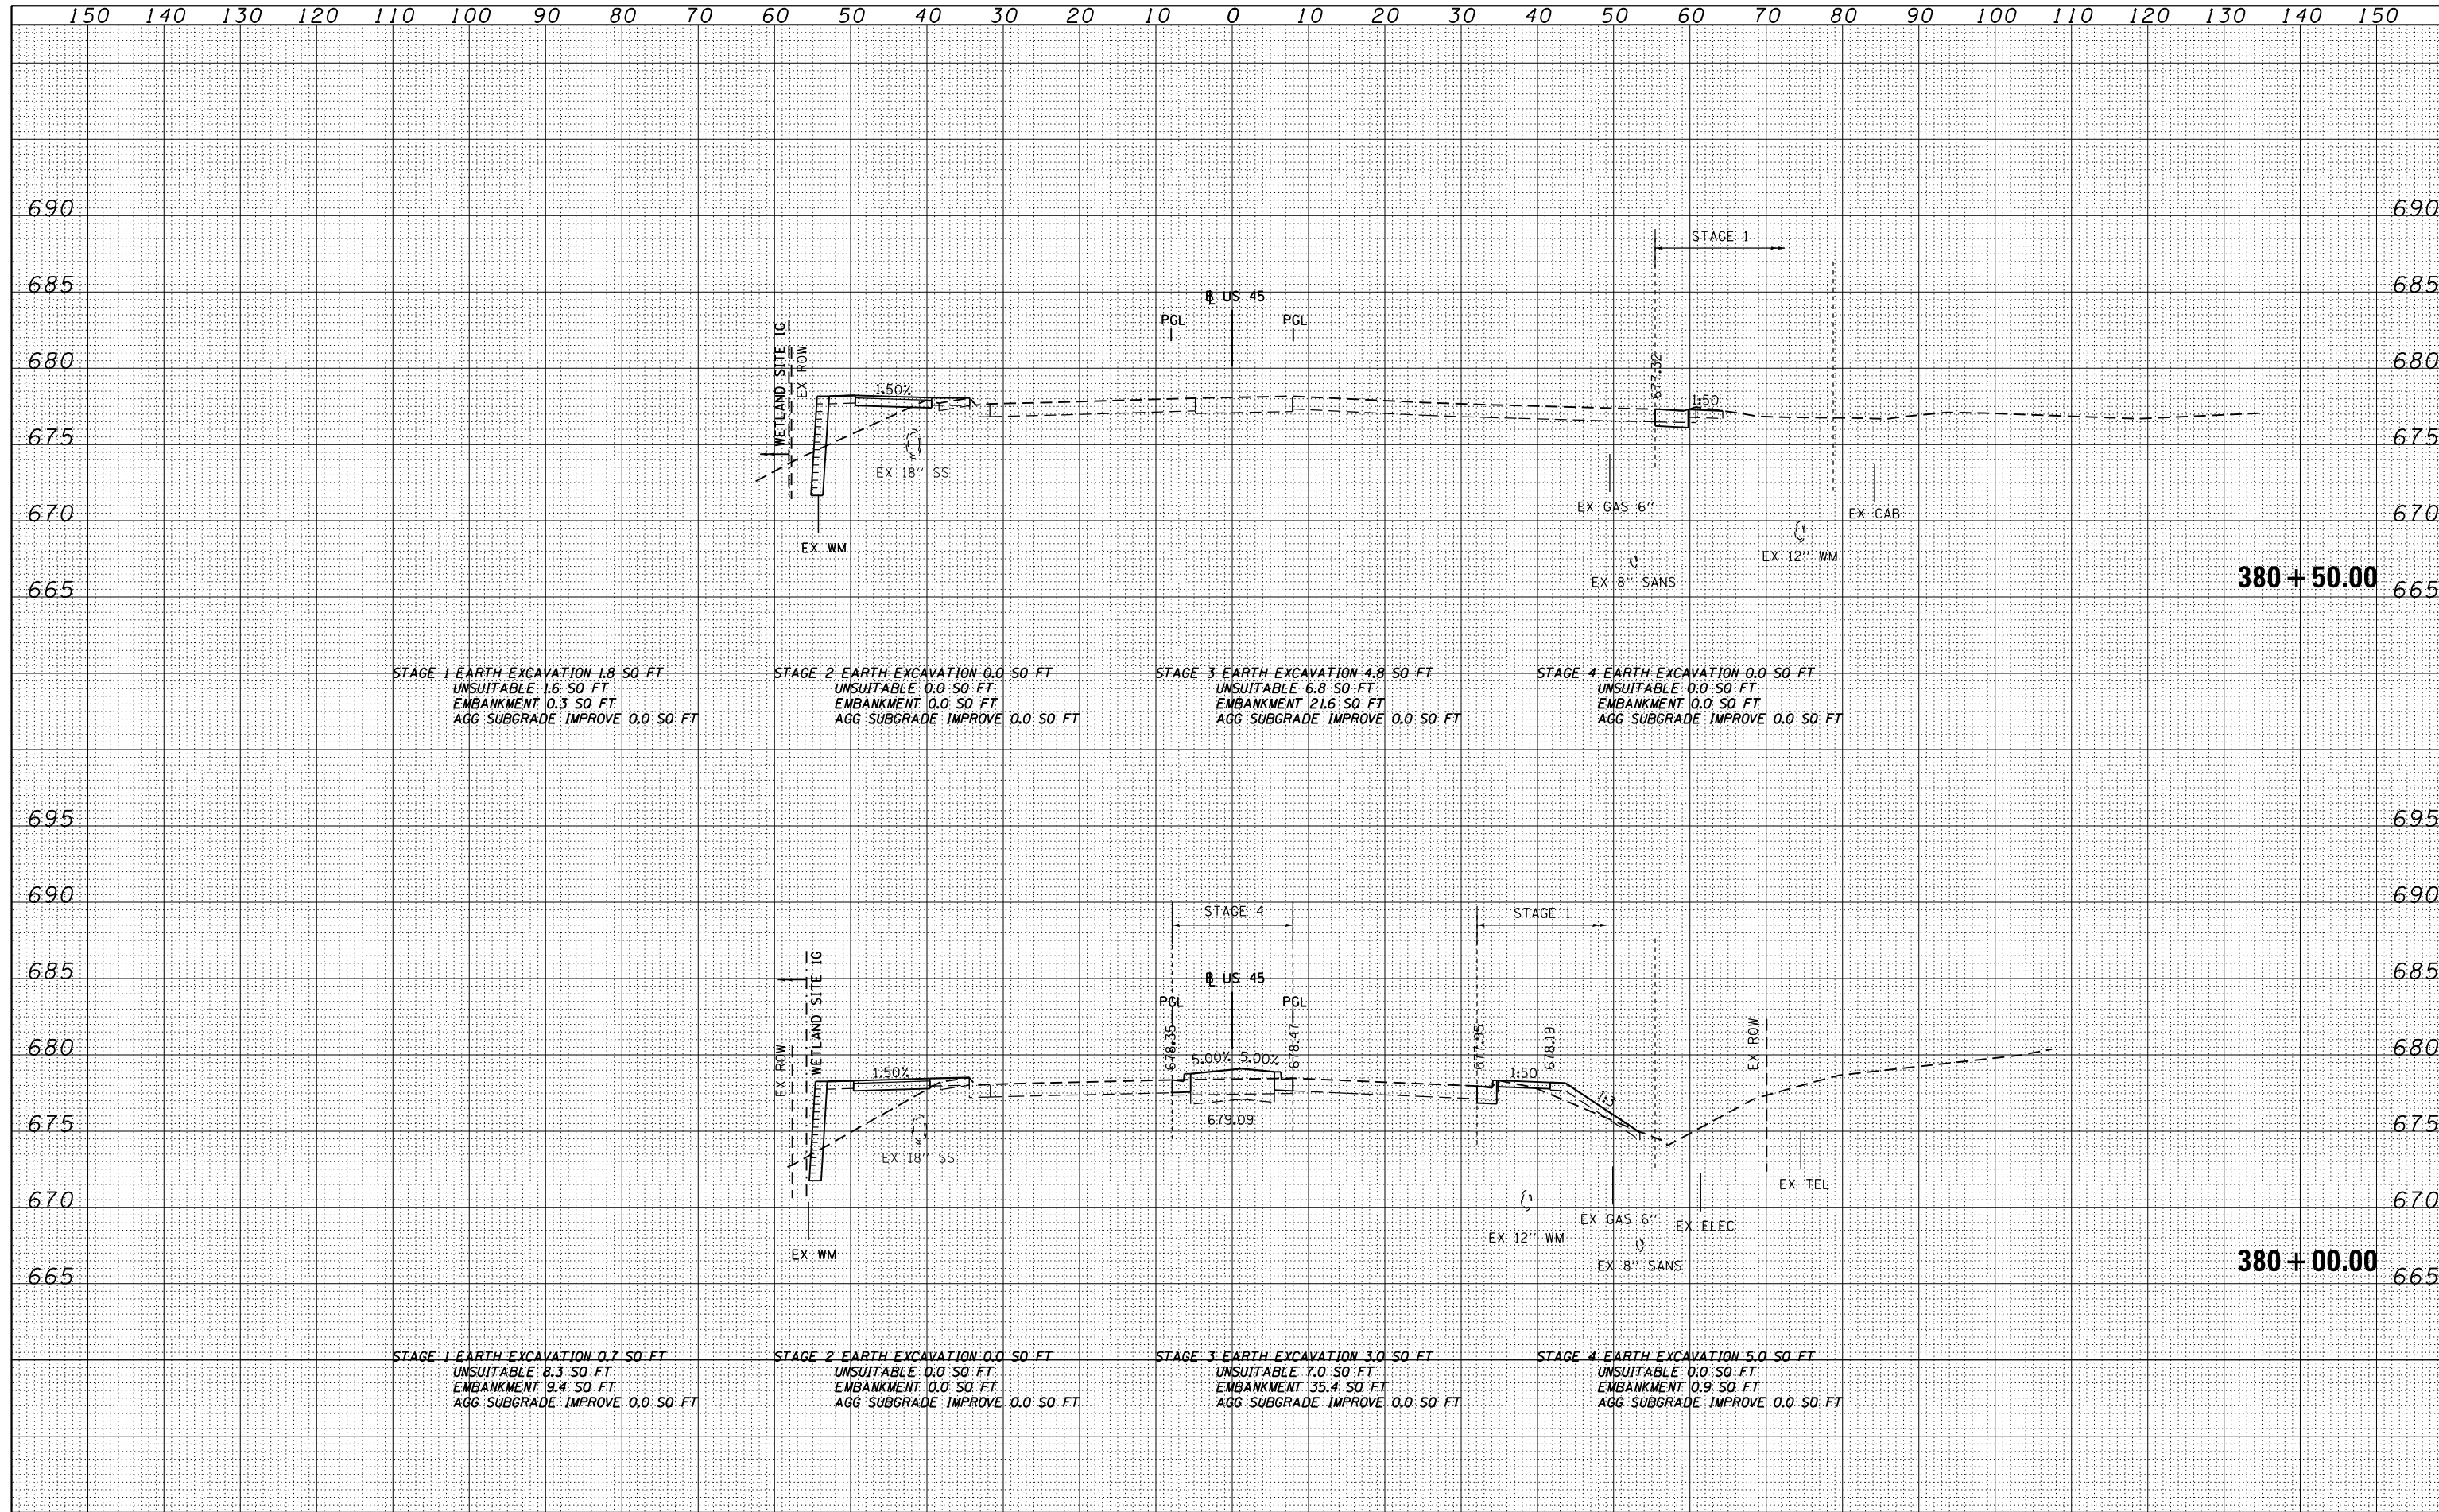 150 140 130 120 110 100 90 80 70 60 50 40 30 20 10 0 10 20 30 40 50 60 70 80 90 100 110 120 130 140 150
690 690
STAGE 1
685 685
B US 45
PGL PGL
680 680
WETLAND SITE 1G
EX ROW
677.32
1.50%
1:50
675 675
EX 18" SS
670 670
EX GAS 6"
EX CAB
EX WM
EX 12" WM
EX 8" SANS
380+50.00
665 665
STAGE 1 EARTH EXCAVATION 1.8 SQ FT
UNSUITABLE 1.6 SQ FT
EMBANKMENT 0.3 SQ FT
AGG SUBGRADE IMPROVE 0.0 SQ FT
STAGE 2 EARTH EXCAVATION 0.0 SQ FT
UNSUITABLE 0.0 SQ FT
EMBANKMENT 0.0 SQ FT
AGG SUBGRADE IMPROVE 0.0 SQ FT
STAGE 3 EARTH EXCAVATION 4.8 SQ FT
UNSUITABLE 6.8 SQ FT
EMBANKMENT 21.6 SQ FT
AGG SUBGRADE IMPROVE 0.0 SQ FT
STAGE 4 EARTH EXCAVATION 0.0 SQ FT
UNSUITABLE 0.0 SQ FT
EMBANKMENT 0.0 SQ FT
AGG SUBGRADE IMPROVE 0.0 SQ FT
695 695
690 690
STAGE 4
STAGE 1
685 685
WETLAND SITE 1G
B US 45
PGL PGL
680 680
EX ROW
678.35
678.47
677.95
678.19
EX ROW
5.00% 5.00%
1.50%
1:50
1:3
675 675
679.09
EX 18" SS
EX TEL
670 670
EX GAS 6"
EX ELEC
EX 12" WM
EX WM
EX 8" SANS
380+00.00
665 665
STAGE 1 EARTH EXCAVATION 0.7 SQ FT
UNSUITABLE 8.3 SQ FT
EMBANKMENT 9.4 SQ FT
AGG SUBGRADE IMPROVE 0.0 SQ FT
STAGE 2 EARTH EXCAVATION 0.0 SQ FT
UNSUITABLE 0.0 SQ FT
EMBANKMENT 0.0 SQ FT
AGG SUBGRADE IMPROVE 0.0 SQ FT
STAGE 3 EARTH EXCAVATION 3.0 SQ FT
UNSUITABLE 7.0 SQ FT
EMBANKMENT 35.4 SQ FT
AGG SUBGRADE IMPROVE 0.0 SQ FT
STAGE 4 EARTH EXCAVATION 5.0 SQ FT
UNSUITABLE 0.0 SQ FT
EMBANKMENT 0.9 SQ FT
AGG SUBGRADE IMPROVE 0.0 SQ FT